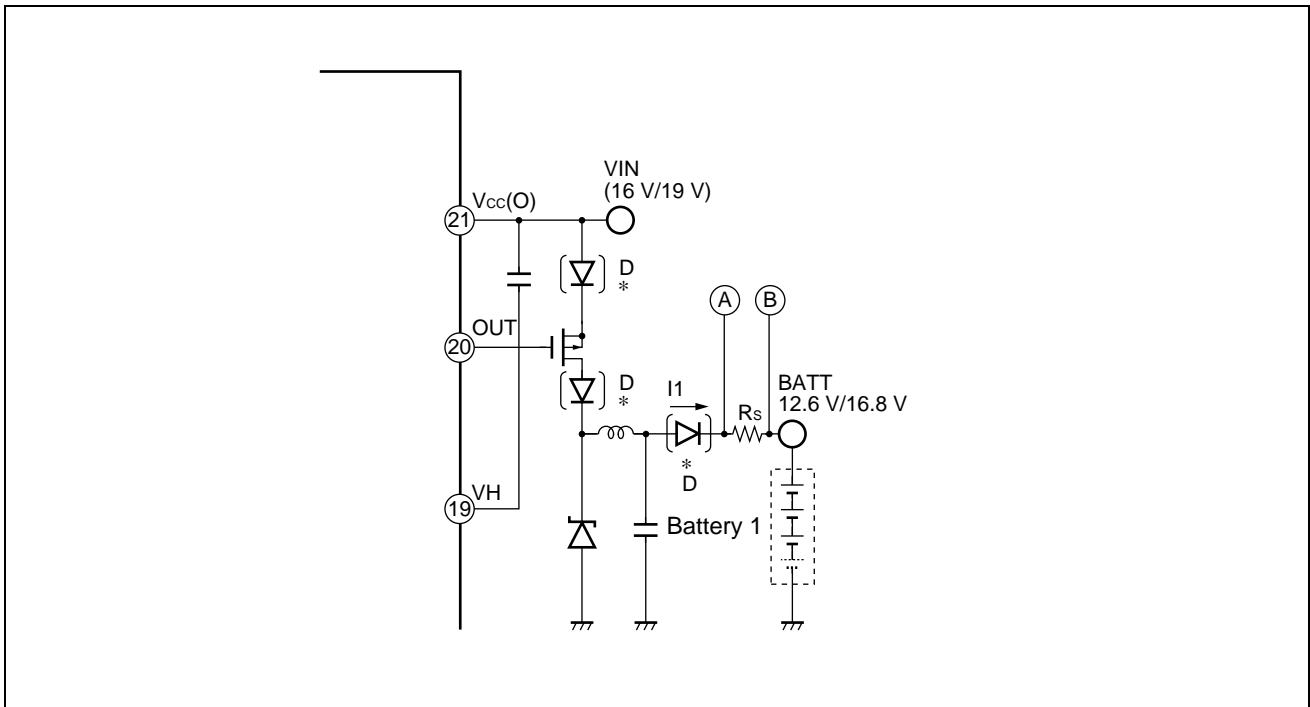 VIN
(16 V/19 V)
21
Vcc(O)
D
*
A
B
20
OUT
D
*
I1
Rs
BATT
12.6 V/16.8 V
*
D
19
VH
Battery 1